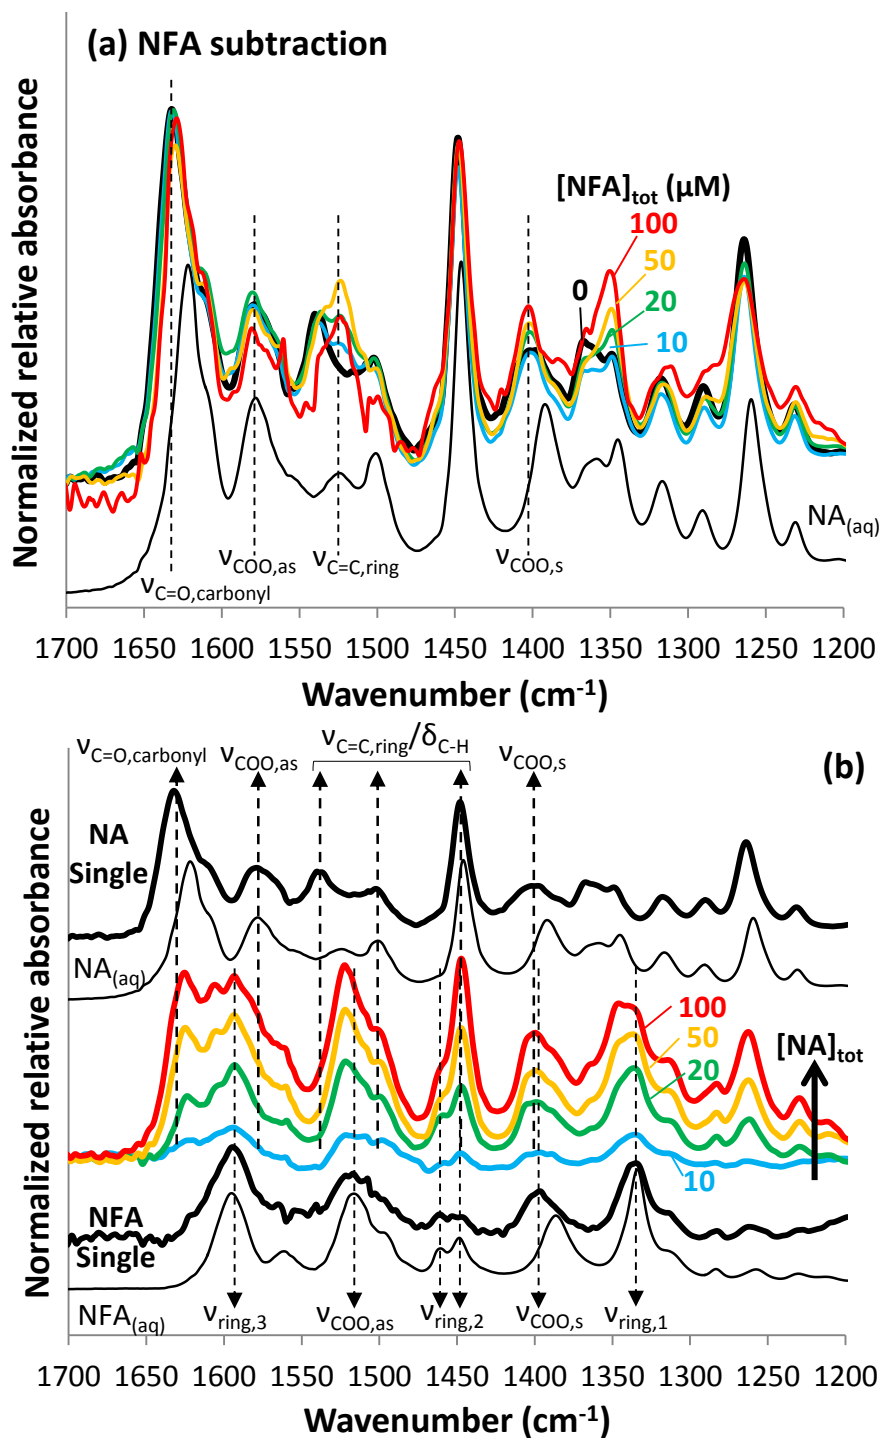 (a) NFA subtraction
Normalized relative absorbance
[NFA]tot (μM)
100
50
0
20
10
NA(aq)
νCOO,as
νC=C,ring
νCOO,s
νC=O,carbonyl
1700 1650 1600 1550 1500 1450 1400 1350 1300 1250 1200
Wavenumber (cm-1)
νC=O,carbonyl
νCOO,as
νC=C,ring/δC-H
νCOO,s
(b)
Normalized relative absorbance
NA
Single
NA(aq)
100
50
[NA]tot
20
10
NFA
Single
NFA(aq)
νring,3
νCOO,as
νring,2
νCOO,s
νring,1
1700 1650 1600 1550 1500 1450 1400 1350 1300 1250 1200
Wavenumber (cm-1)